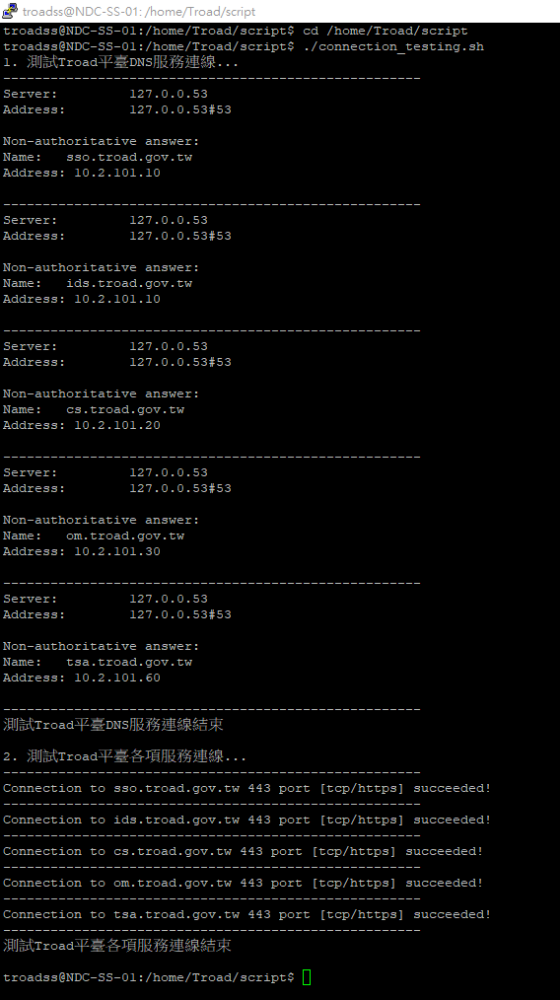 troadss@NDC-SS-01: /home/Troad/script
troadss@NDC-SS-01:/home/Troad/script$ cd /home/Troad/script
troadss@NDC-SS-01:/home/Troad/script$ ./connection_testing.sh
1. 測試Troad平臺DNS服務連線...
-----------------------------------------------------
Server:         127.0.0.53
Address:        127.0.0.53#53
Non-authoritative answer:
Name:   sso.troad.gov.tw
Address: 10.2.101.10
-----------------------------------------------------
Server:         127.0.0.53
Address:        127.0.0.53#53
Non-authoritative answer:
Name:   ids.troad.gov.tw
Address: 10.2.101.10
-----------------------------------------------------
Server:         127.0.0.53
Address:        127.0.0.53#53
Non-authoritative answer:
Name:   cs.troad.gov.tw
Address: 10.2.101.20
-----------------------------------------------------
Server:         127.0.0.53
Address:        127.0.0.53#53
Non-authoritative answer:
Name:   om.troad.gov.tw
Address: 10.2.101.30
-----------------------------------------------------
Server:         127.0.0.53
Address:        127.0.0.53#53
Non-authoritative answer:
Name:   tsa.troad.gov.tw
Address: 10.2.101.60
-----------------------------------------------------
測試Troad平臺DNS服務連線結束
2. 測試Troad平臺各項服務連線...
-----------------------------------------------------
Connection to sso.troad.gov.tw 443 port [tcp/https] succeeded!
-----------------------------------------------------
Connection to ids.troad.gov.tw 443 port [tcp/https] succeeded!
-----------------------------------------------------
Connection to cs.troad.gov.tw 443 port [tcp/https] succeeded!
-----------------------------------------------------
Connection to om.troad.gov.tw 443 port [tcp/https] succeeded!
-----------------------------------------------------
Connection to tsa.troad.gov.tw 443 port [tcp/https] succeeded!
-----------------------------------------------------
測試Troad平臺各項服務連線結束
troadss@NDC-SS-01:/home/Troad/script$